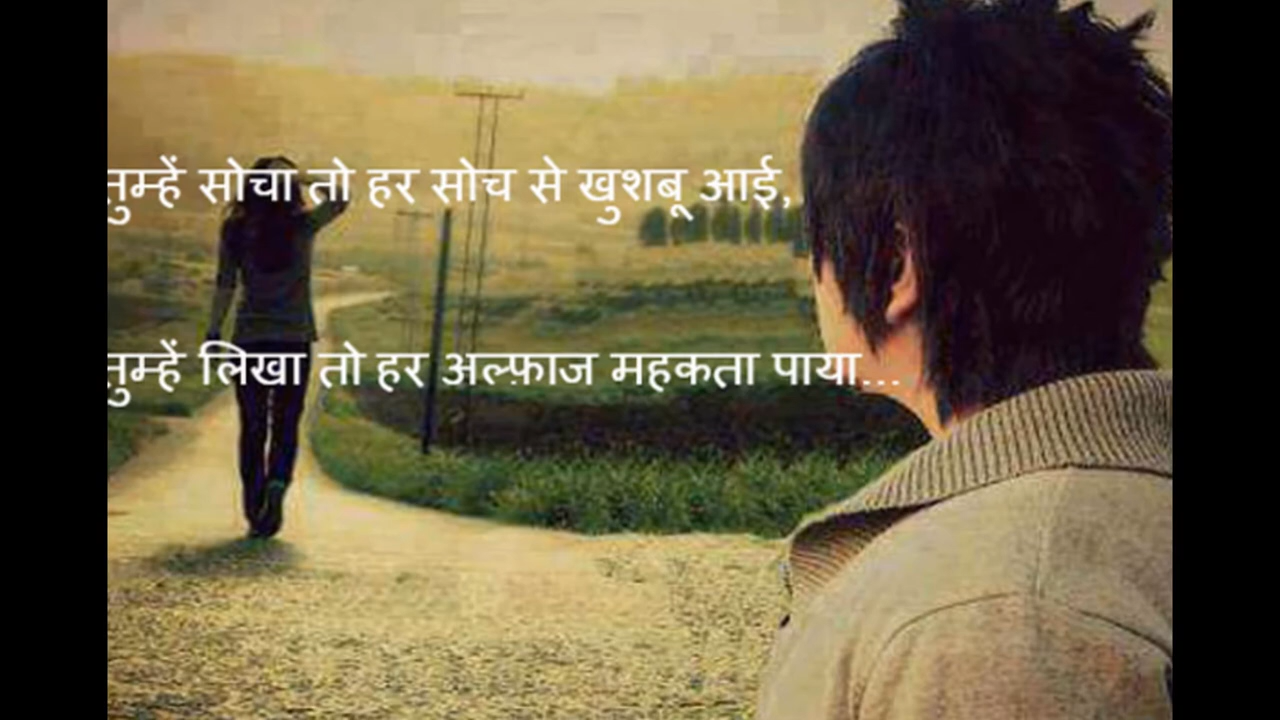 तुम्हें सोचा तो हर सोच से खुशबू आई,
तुम्हें लिखा तो हर अल्फ़ाज महकता पाया...